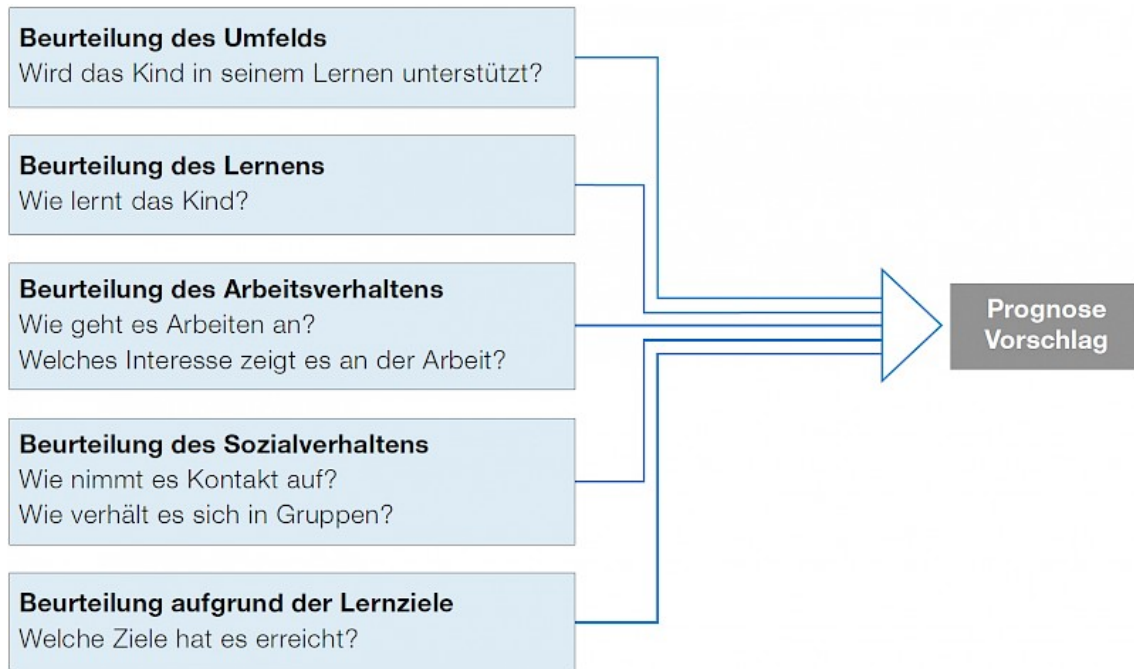 Beurteilung des Umfelds
Wird das Kind in seinem Lernen unterstützt?
Beurteilung des Lernens
Wie lernt das Kind?
Beurteilung des Arbeitsverhaltens
Wie geht es Arbeiten an?
Welches Interesse zeigt es an der Arbeit?
Beurteilung des Sozialverhaltens
Wie nimmt es Kontakt auf?
Wie verhält es sich in Gruppen?
Beurteilung aufgrund der Lernziele
Welche Ziele hat es erreicht?
Prognose
Vorschlag